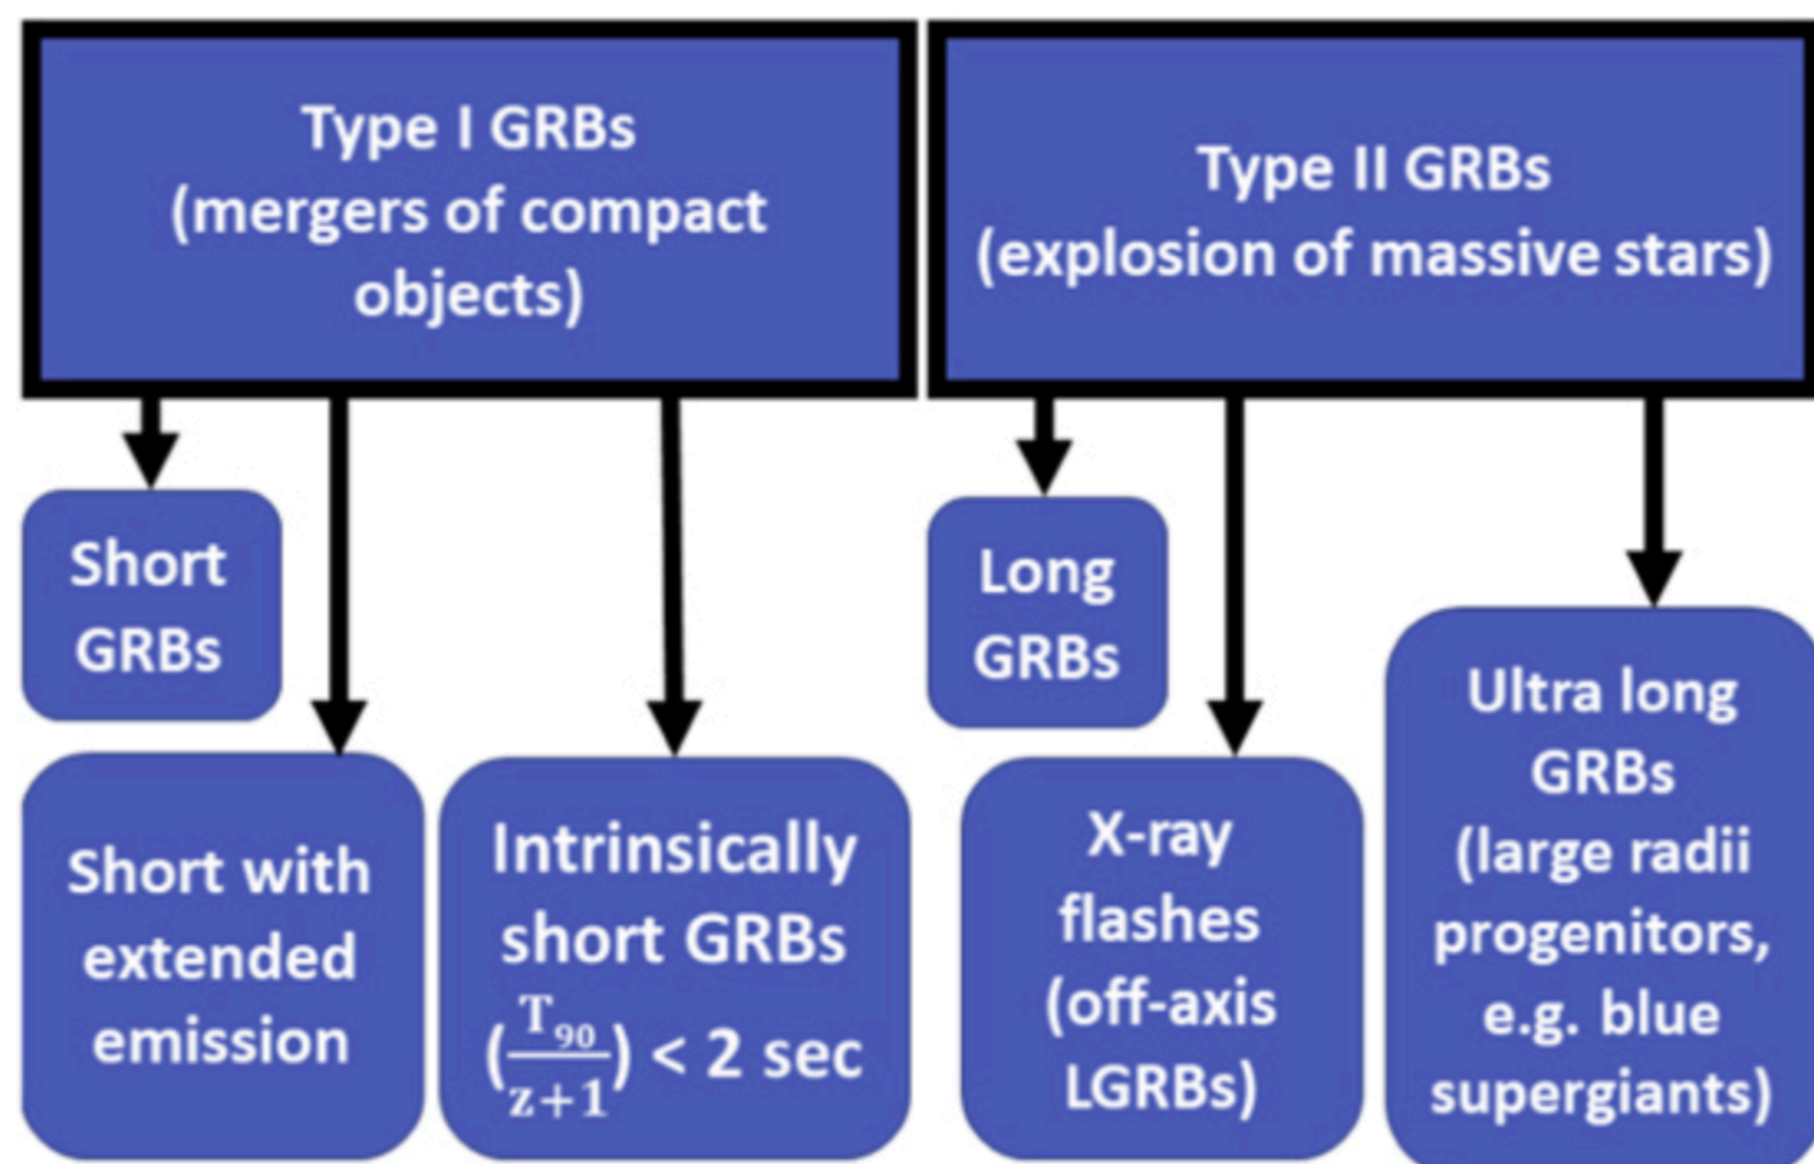 Type I GRBs
(mergers of compact
objects)
Type II GRBs
(explosion of massive stars)
Short
GRBs
Short with
extended
emission
Intrinsically
short GRBs
(T₉₀/z+1) < 2 sec
Long
GRBs
X-ray
flashes
(off-axis
LGRBs)
Ultra long
GRBs
(large radii
progenitors,
e.g. blue
supergiants)